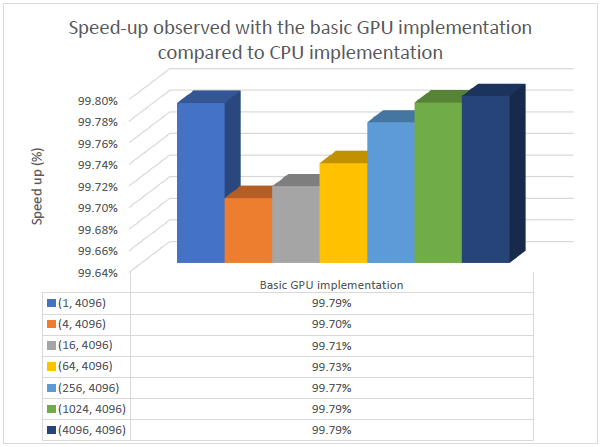 Speed-up observed with the basic GPU implementation
compared to CPU implementation
Speed up (%)
99.80%
99.78%
99.76%
99.74%
99.72%
99.70%
99.68%
99.66%
99.64%
Basic GPU implementation
(1, 4096) 99.79%
(4, 4096) 99.70%
(16, 4096) 99.71%
(64, 4096) 99.73%
(256, 4096) 99.77%
(1024, 4096) 99.79%
(4096, 4096) 99.79%